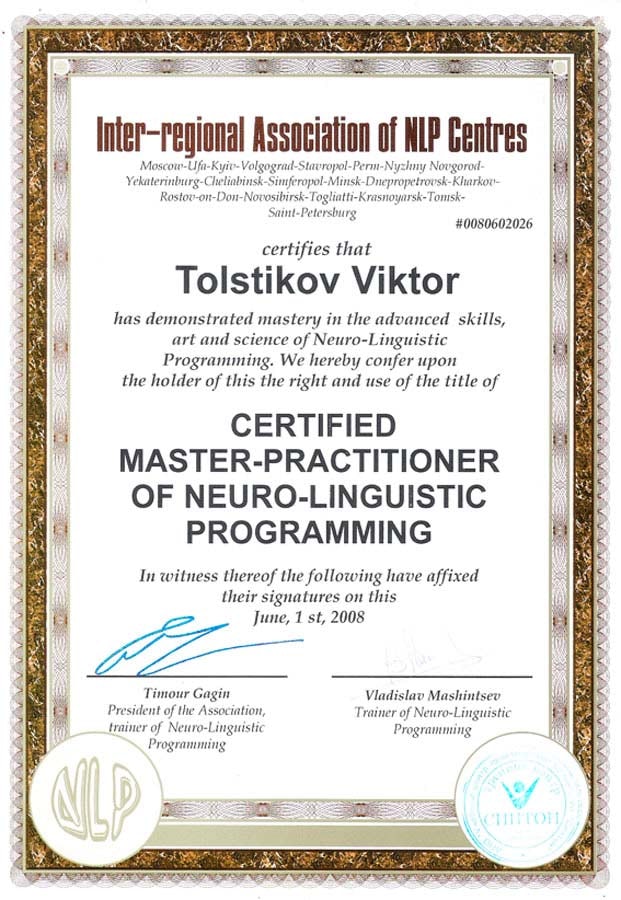 Inter-regional Association of NLP Centres
Moscow-Ufa-Kyiv-Volgograd-Stavropol-Perm-Nyzhny Novgorod-
Yekaterinburg-Cheliabinsk-Simferopol-Minsk-Dnepropetrovsk-Kharkov-
Rostov-on-Don-Novosibirsk-Togliatti-Krasnoyarsk-Tomsk-
Saint-Petersburg
#0080602026
certifies that
Tolstikov Viktor
has demonstrated mastery in the advanced skills,
art and science of Neuro-Linguistic
Programming. We hereby confer upon
the holder of this the right and use of the title of
CERTIFIED
MASTER-PRACTITIONER
OF NEURO-LINGUISTIC
PROGRAMMING
In witness thereof the following have affixed
their signatures on this
June, 1 st, 2008
Timour Gagin
President of the Association,
trainer of Neuro-Linguistic
Programming
Vladislav Mashintsev
Trainer of Neuro-Linguistic
Programming
NLP
СИНТОН